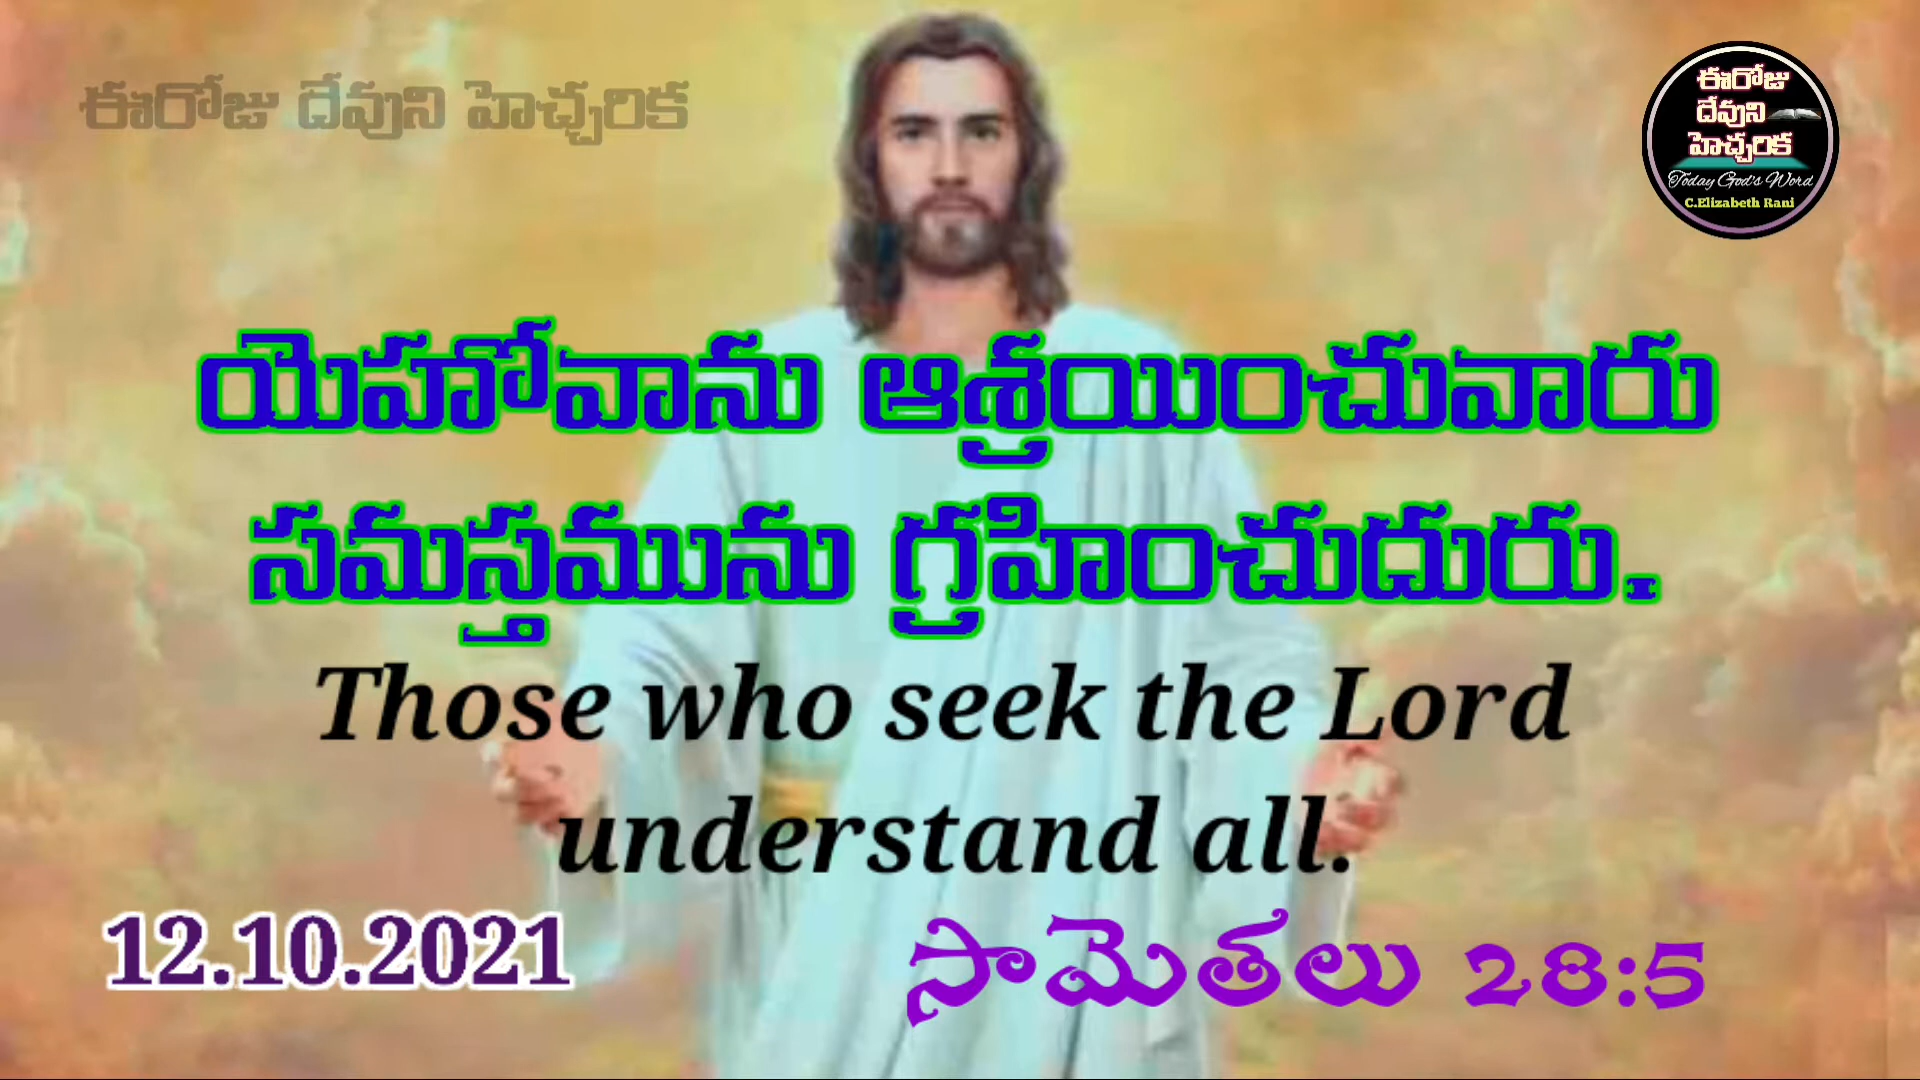 ఈరోజు దేవుని హెచ్చరిక
ఈరోజు
దేవుని
హెచ్చరిక
Today God's Word
C.Elizabeth Rani
యెహోవాను ఆశ్రయించువారు
సమస్తమును గ్రహించుదురు.
Those who seek the Lord
understand all.
12.10.2021
సామెతలు 28:5